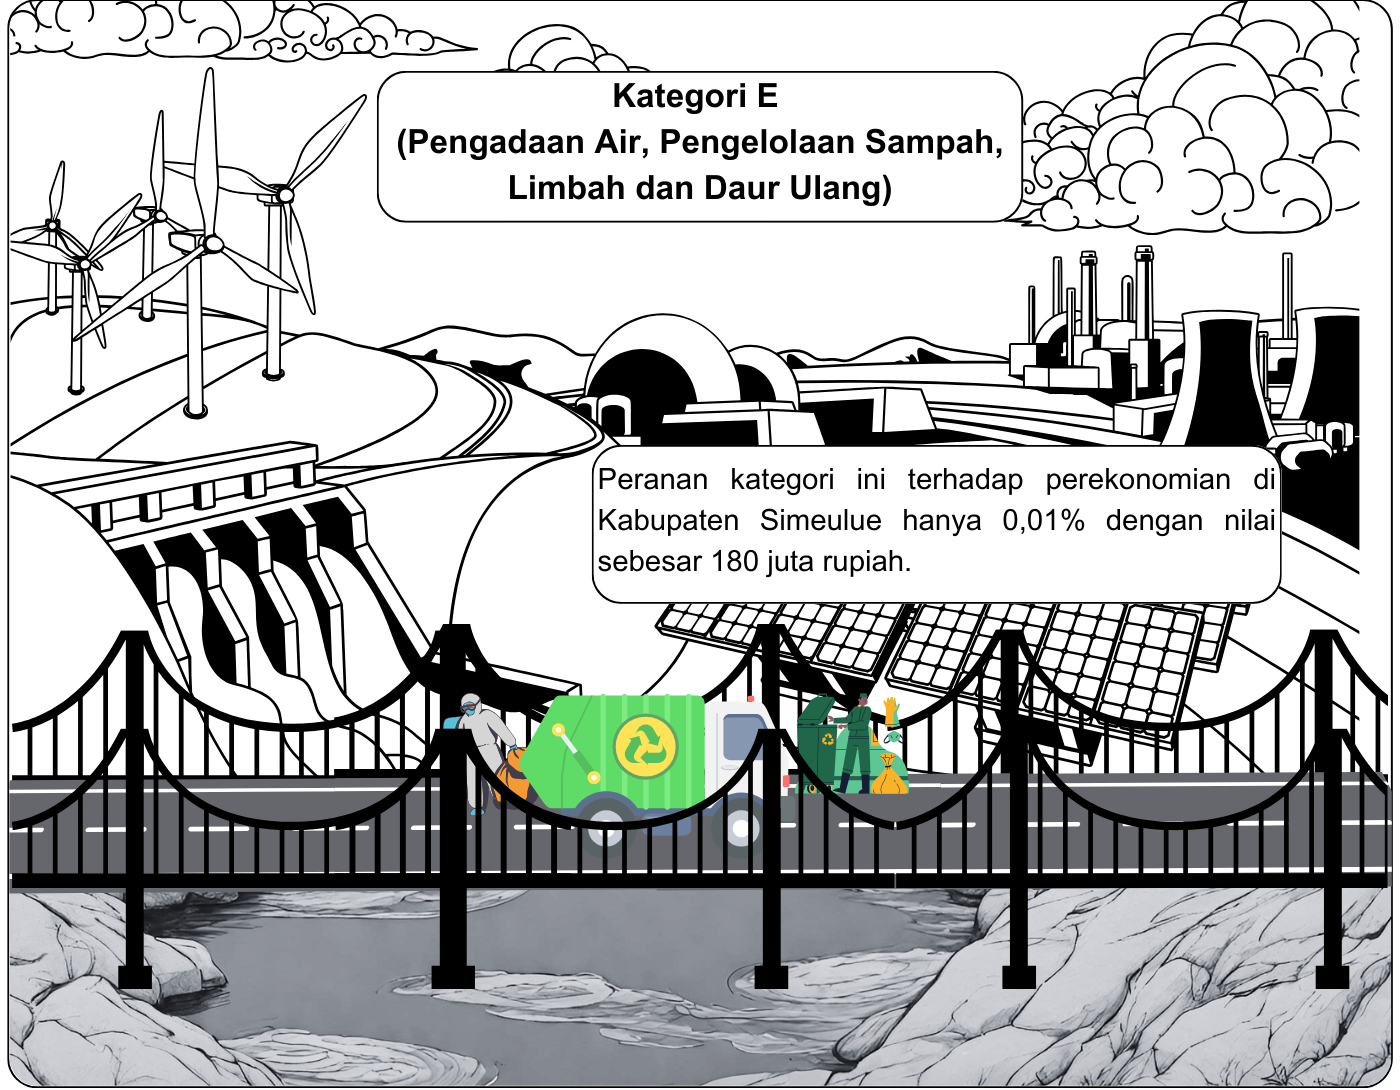 Kategori E
(Pengadaan Air, Pengelolaan Sampah,
Limbah dan Daur Ulang)
Peranan kategori ini terhadap perekonomian di
Kabupaten Simeulue hanya 0,01% dengan nilai
sebesar 180 juta rupiah.